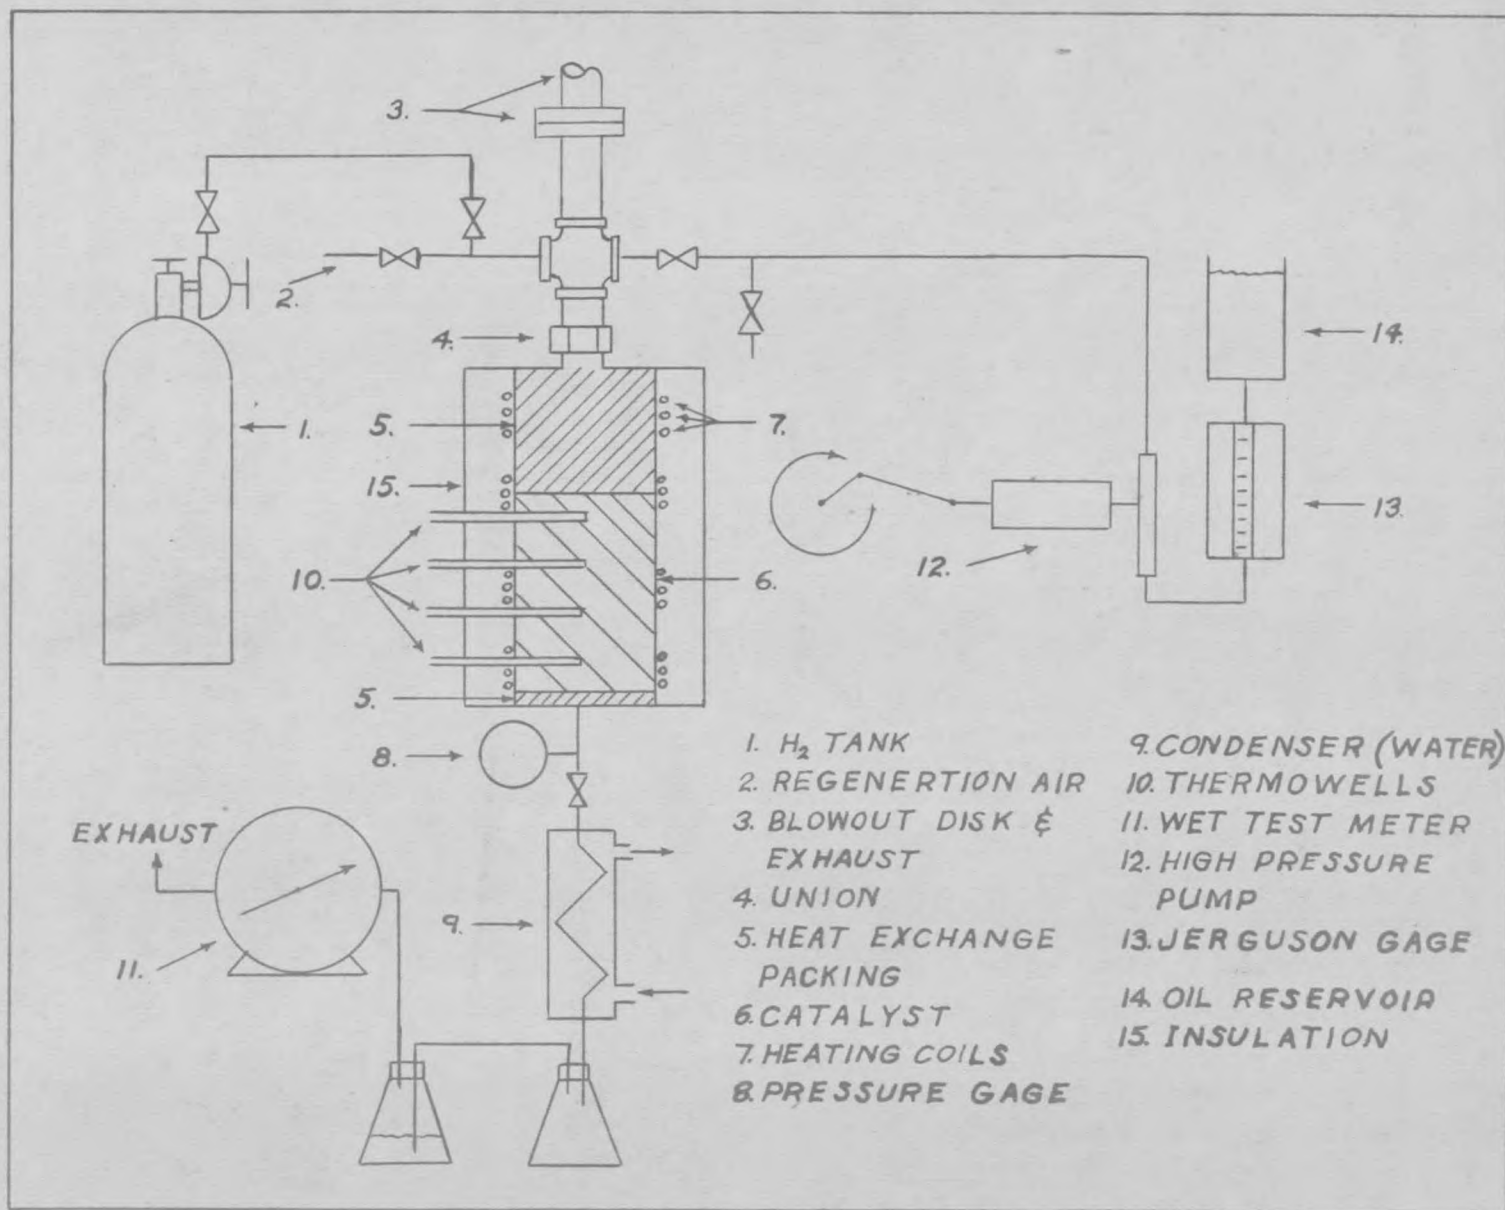 3.
2.
4.
14.
1.
5.
7.
15.
13.
12.
10.
6.
5.
8.
EXHAUST
9.
11.
1. H₂ TANK
2. REGENERTION AIR
3. BLOWOUT DISK &
EXHAUST
4. UNION
5. HEAT EXCHANGE
PACKING
6. CATALYST
7. HEATING COILS
8. PRESSURE GAGE
9. CONDENSER (WATER)
10. THERMOWELLS
11. WET TEST METER
12. HIGH PRESSURE
PUMP
13. JERGUSON GAGE
14. OIL RESERVOIR
15. INSULATION